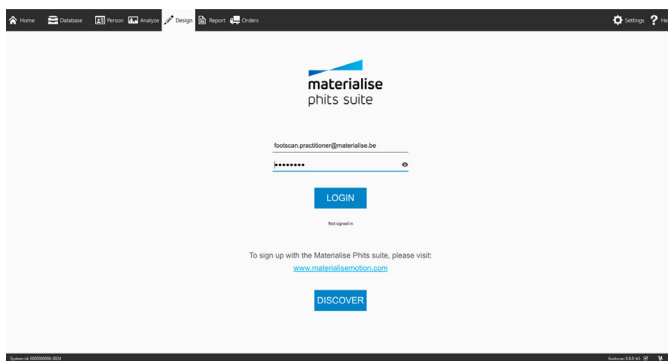 Home Database Person Analyze Design Report Orders Settings ? He
materialise
phits suite
footscan.practitioner@materialise.be
••••••••
LOGIN
Not signed in
To sign up with the Materialise Phits suite, please visit:
www.materialisemotion.com
DISCOVER